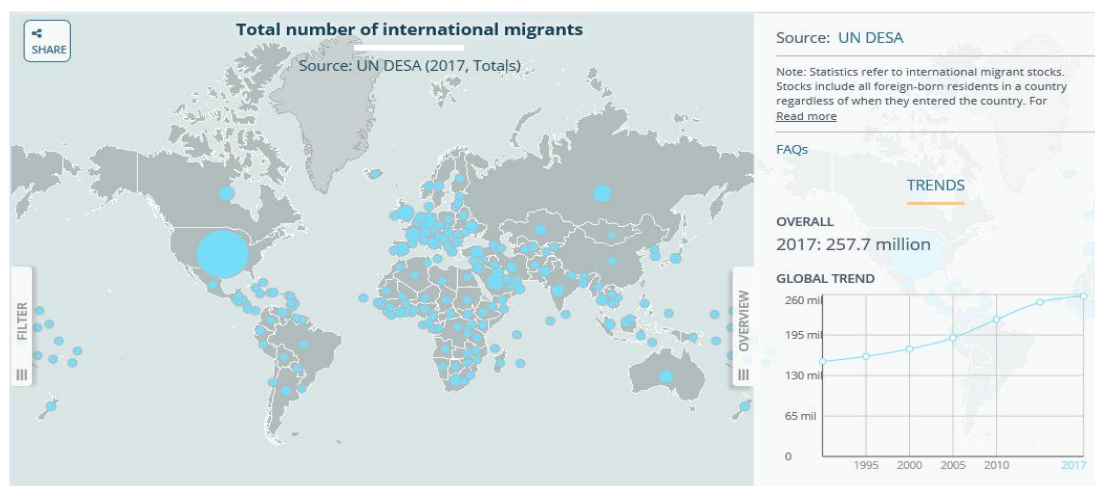 SHARE
Total number of international migrants
Source: UN DESA (2017, Totals)
FILTER
OVERVIEW
Source: UN DESA
Note: Statistics refer to international migrant stocks.
Stocks include all foreign-born residents in a country
regardless of when they entered the country. For
Read more
FAQs
TRENDS
OVERALL
2017: 257.7 million
GLOBAL TREND
260 mil
195 mil
130 mil
65 mil
0
1995 2000 2005 2010 2017